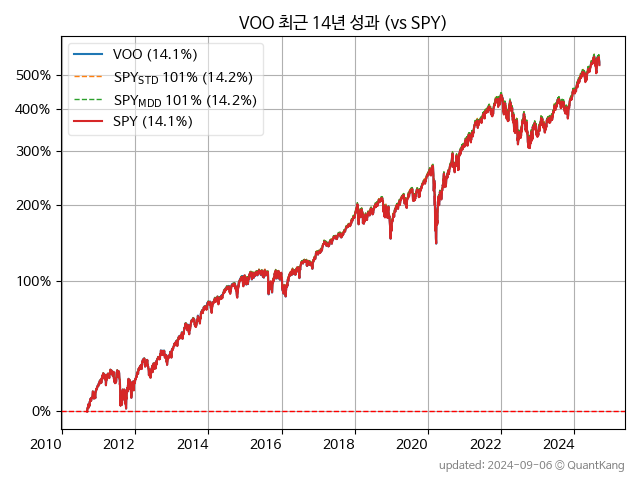 VOO 최근 14년 성과 (vs SPY)
VOO (14.1%)
SPY_STD 101% (14.2%)
SPY_MDD 101% (14.2%)
SPY (14.1%)
500%
400%
300%
200%
100%
0%
2010 2012 2014 2016 2018 2020 2022 2024
updated: 2024-09-06 © QuantKang